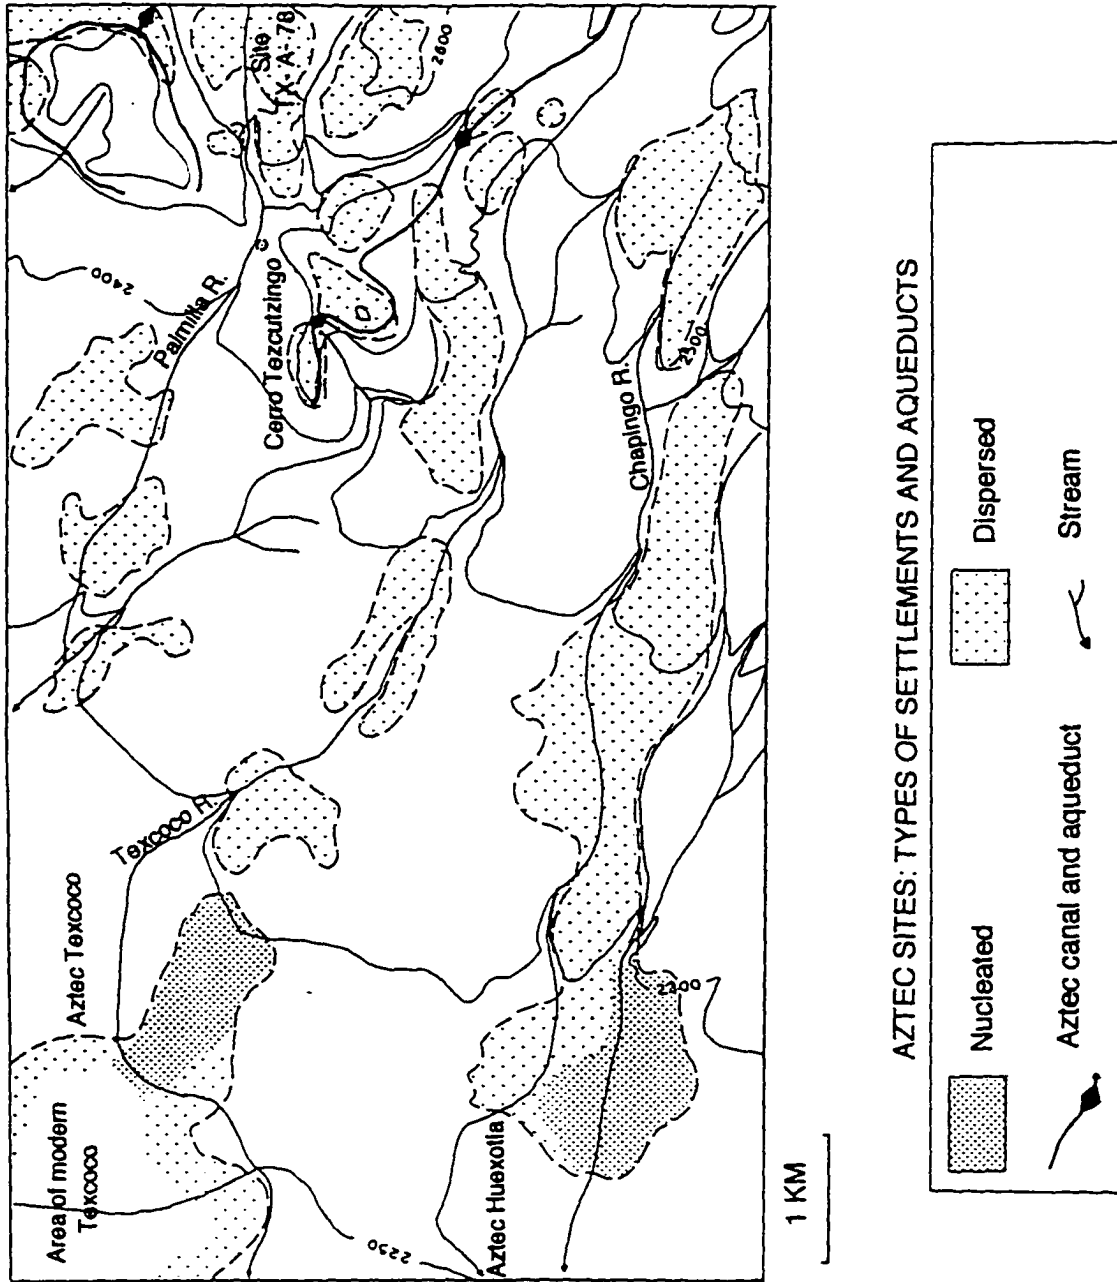 Area of modern
Texcoco
Aztec Texcoco
Texcoco R.
Palmilla R.
2400
Site
TX-A-78
2600
Cerro Tezcutzingo
2250
Aztec Huexotla
2300
Chapingo R.
2300
1 KM
AZTEC SITES: TYPES OF SETTLEMENTS AND AQUEDUCTS
Nucleated
Dispersed
Aztec canal and aqueduct
Stream